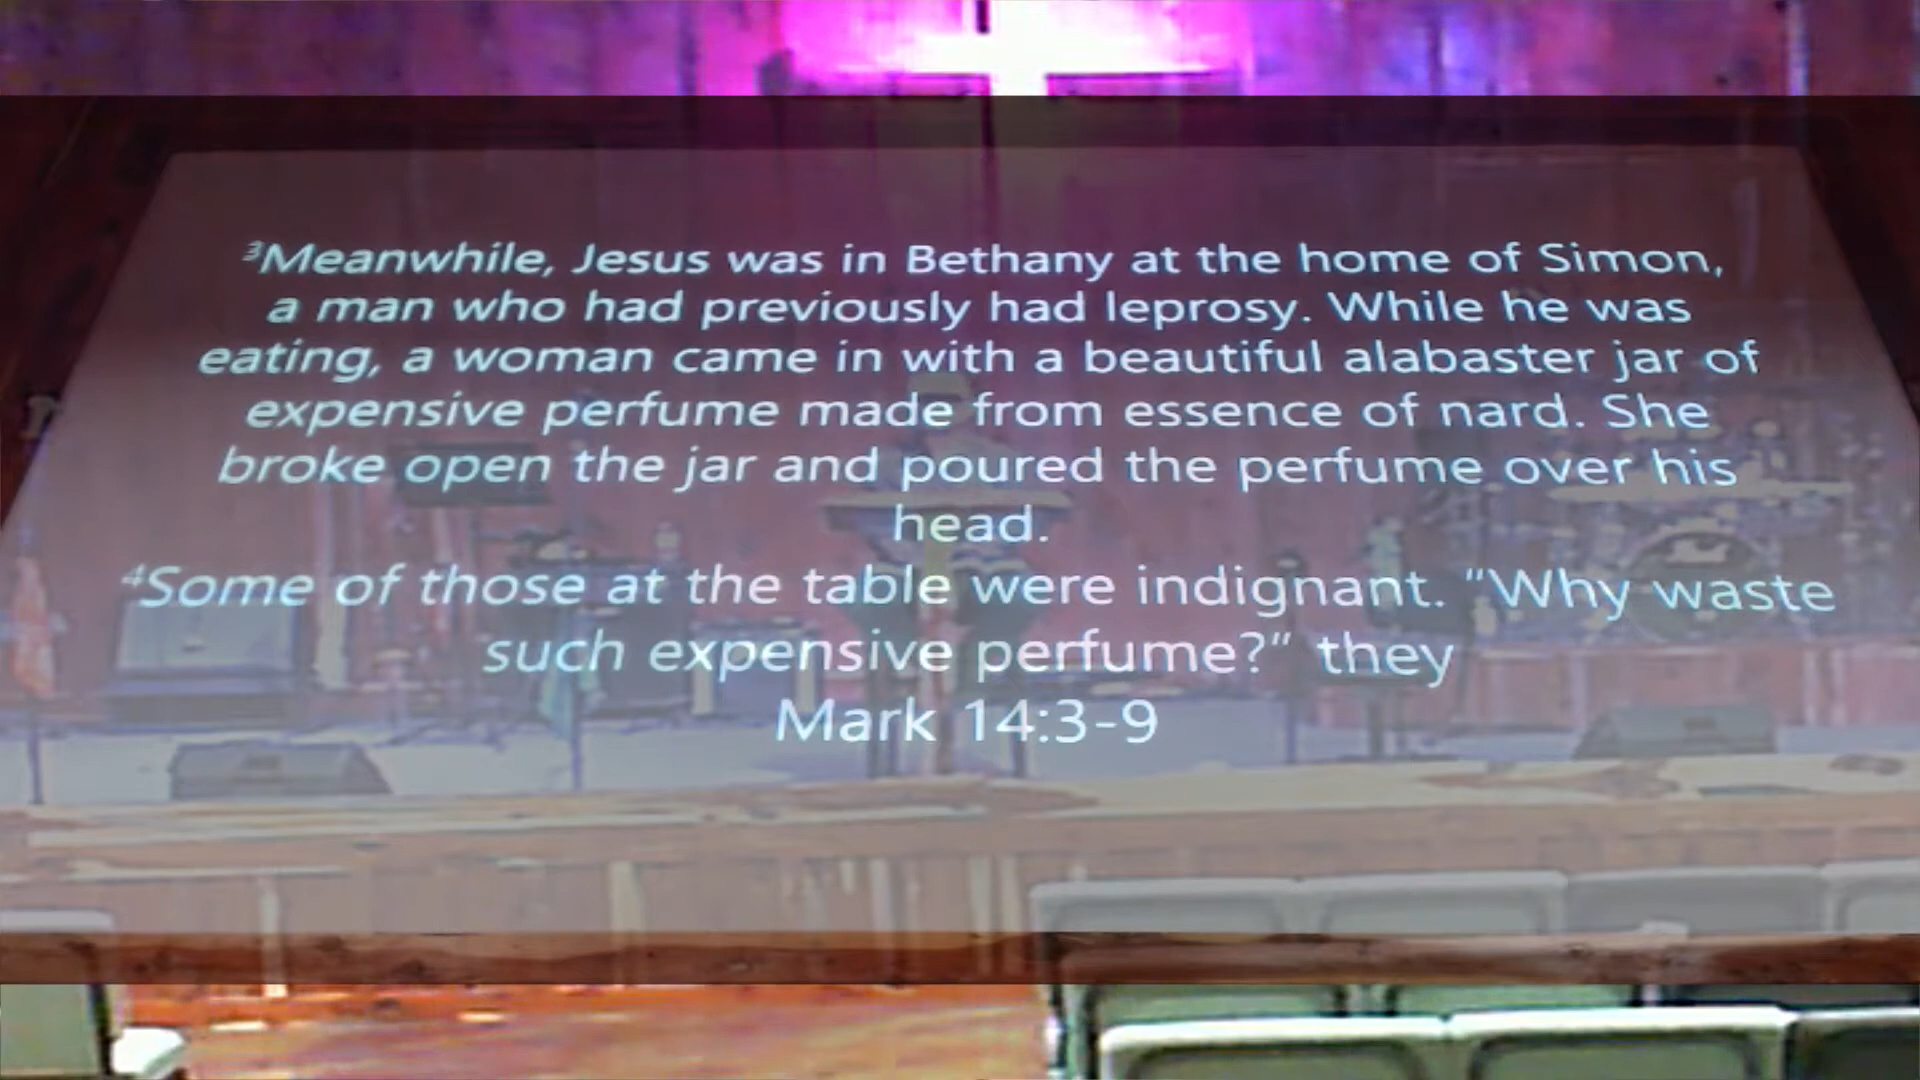 ³Meanwhile, Jesus was in Bethany at the home of Simon,
a man who had previously had leprosy. While he was
eating, a woman came in with a beautiful alabaster jar of
expensive perfume made from essence of nard. She
broke open the jar and poured the perfume over his
head.
⁴Some of those at the table were indignant. "Why waste
such expensive perfume?" they
Mark 14:3-9